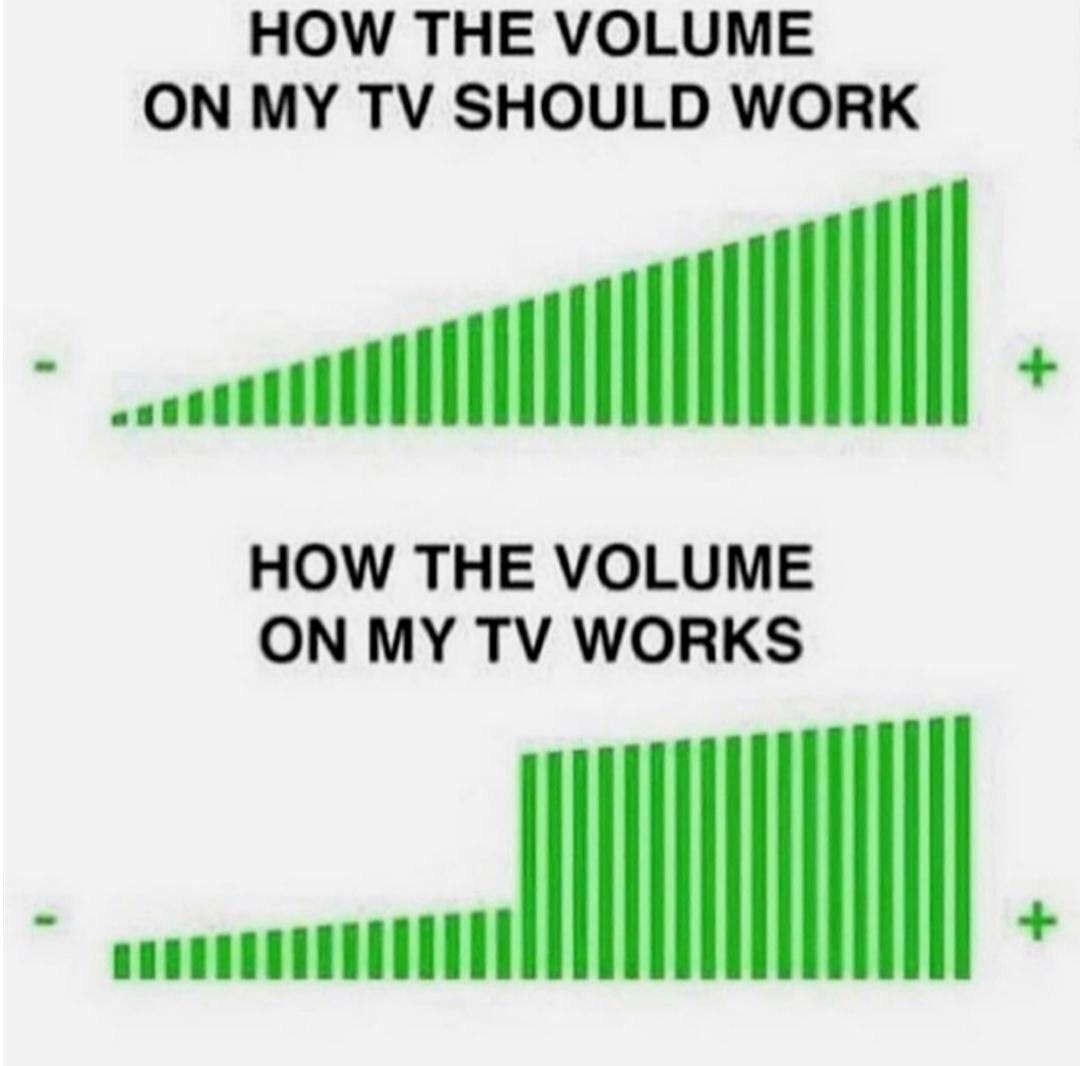 HOW THE VOLUME
ON MY TV SHOULD WORK
- +
HOW THE VOLUME
ON MY TV WORKS
- +